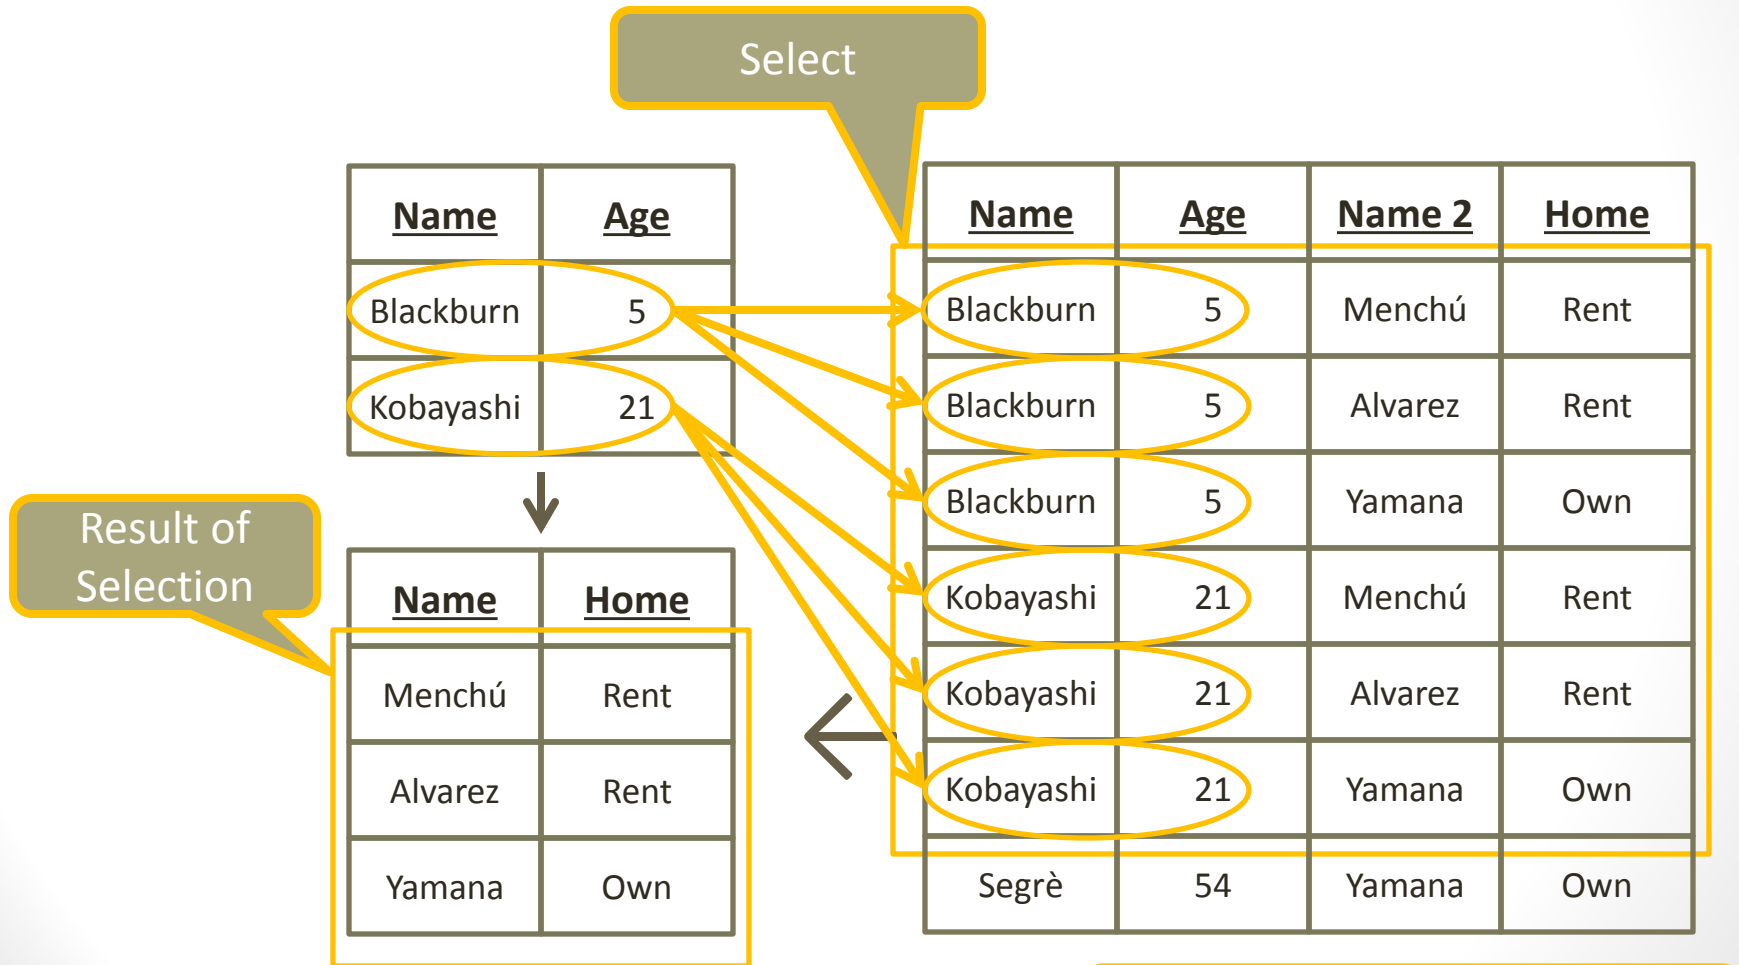 Select
Name Age
Blackburn 5
Kobayashi 21
Result of
Selection
Name Home
Menchú Rent
Alvarez Rent
Yamana Own
Name Age Name 2 Home
Blackburn 5 Menchú Rent
Blackburn 5 Alvarez Rent
Blackburn 5 Yamana Own
Kobayashi 21 Menchú Rent
Kobayashi 21 Alvarez Rent
Kobayashi 21 Yamana Own
Segrè 54 Yamana Own